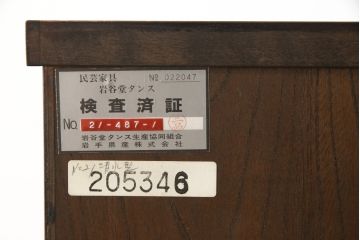 民芸家具 № 022047
岩谷堂タンス
検査済証
No. 21-487-1
岩谷堂タンス生産協同組合
岩手県産株式会社
205346